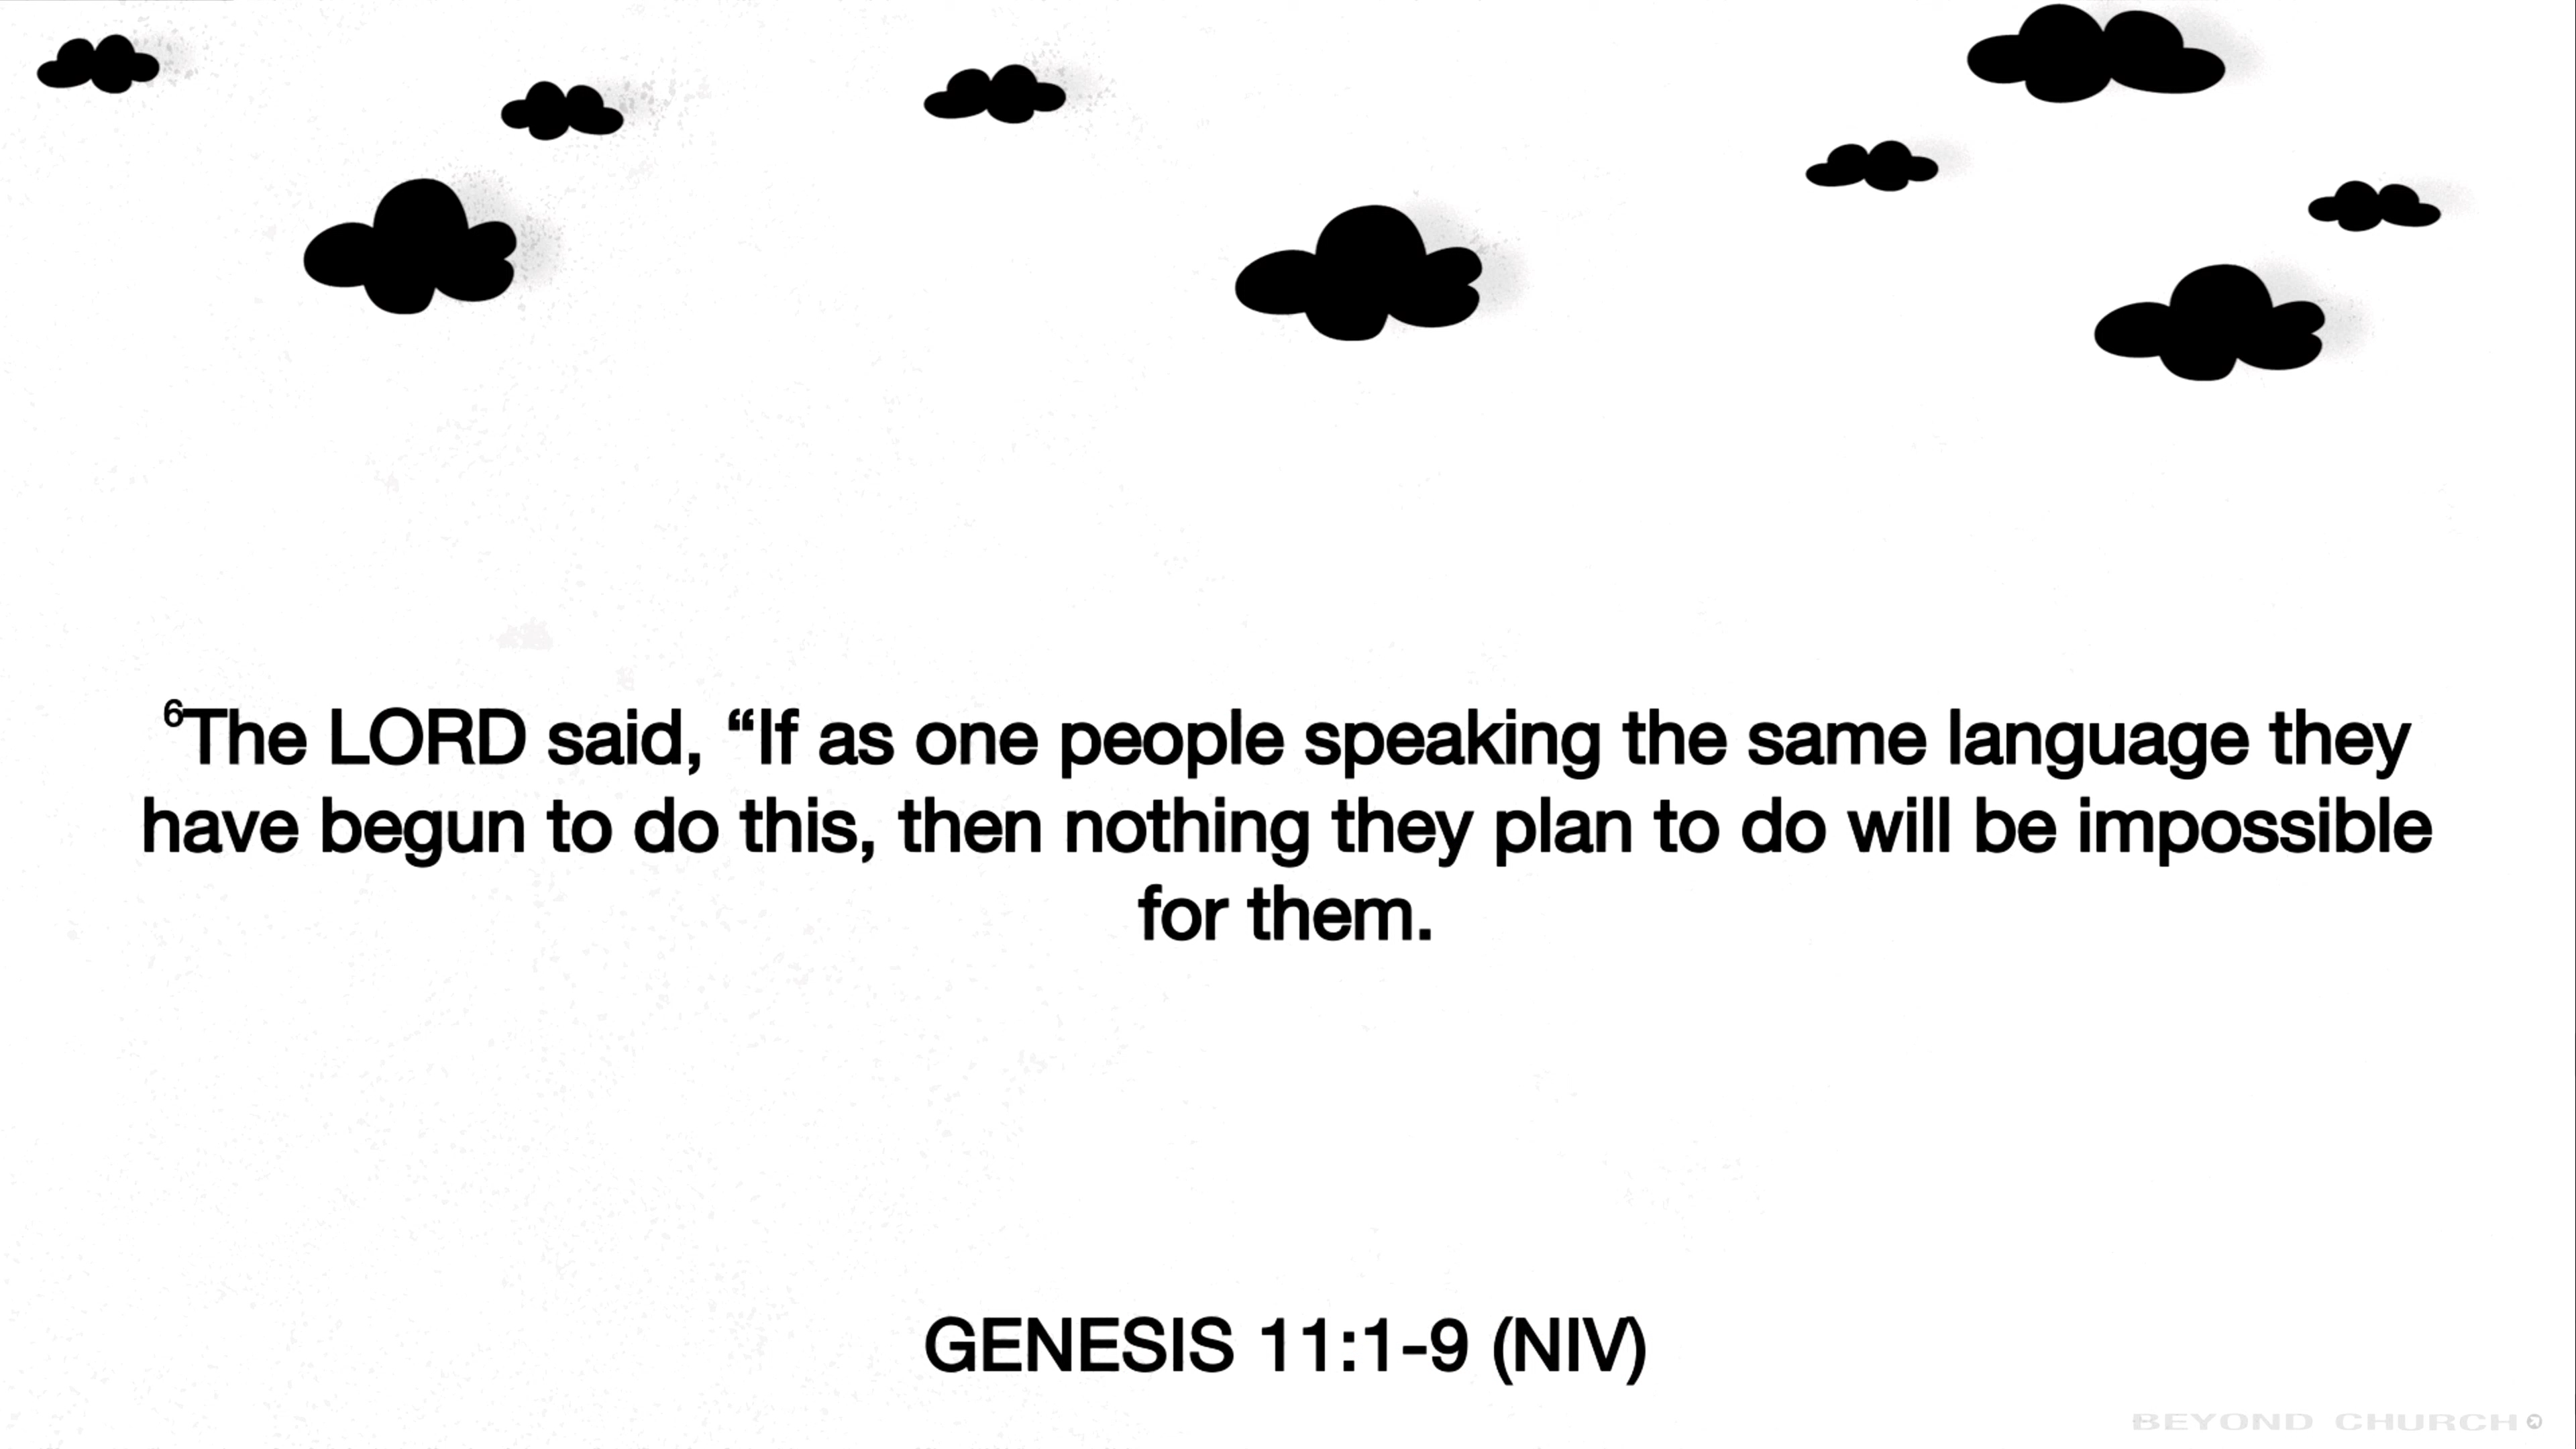 ⁶The LORD said, “If as one people speaking the same language they
have begun to do this, then nothing they plan to do will be impossible
for them.
GENESIS 11:1-9 (NIV)
BEYOND CHURCH